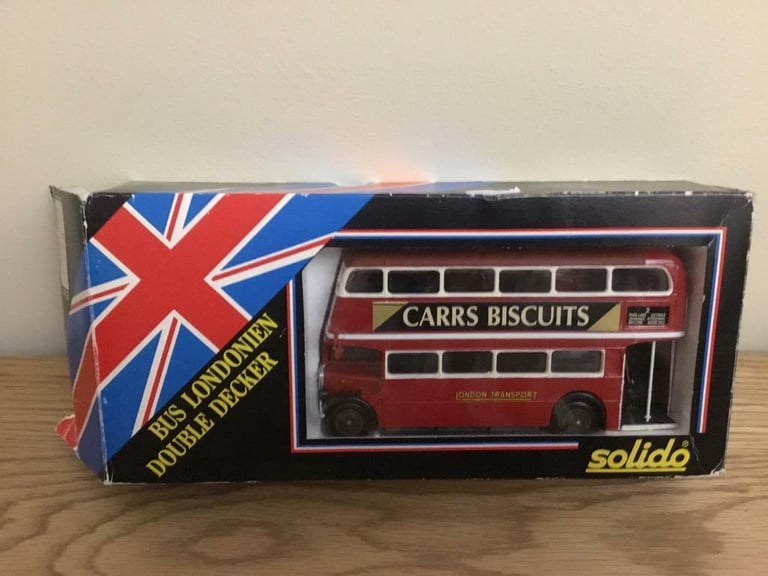 BUS LONDONIEN
DOUBLE DECKER
CARRS BISCUITS
LONDON TRANSPORT
solido